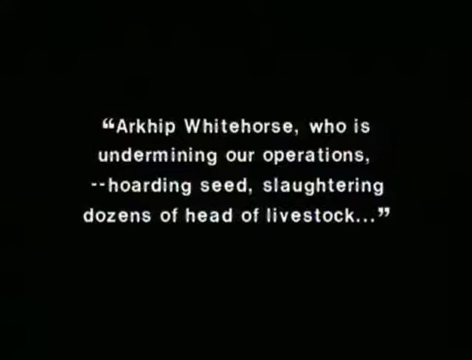 “Arkhip Whitehorse, who is
undermining our operations,
--hoarding seed, slaughtering
dozens of head of livestock...”